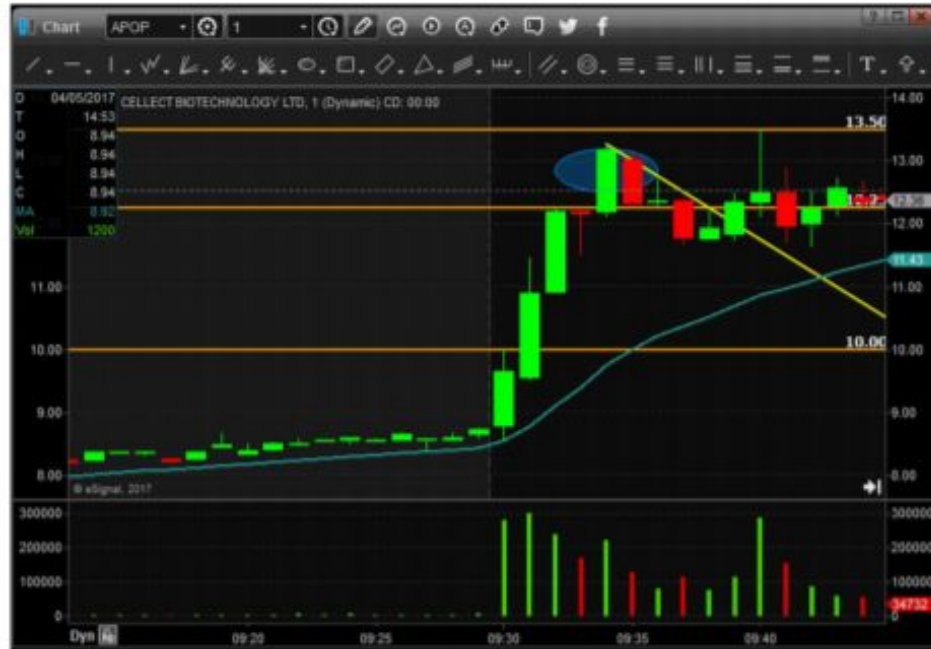 Chart APOP 1
D 04/05/2017
T 14:53
O 8.94
H 8.94
L 8.94
C 8.94
MA 8.92
Vol 1200
CELLECT BIOTECHNOLOGY LTD, 1 (Dynamic) CD: 00:00
14.00
13.50
13.00
12.00
11.43
11.00 11.00
10.00
10.00 10.00
9.00 9.00
8.00 8.00
© eSignal, 2017
300000 300000
200000 200000
100000 100000
34732
0 0
Dyn 09:20 09:25 09:30 09:35 09:40